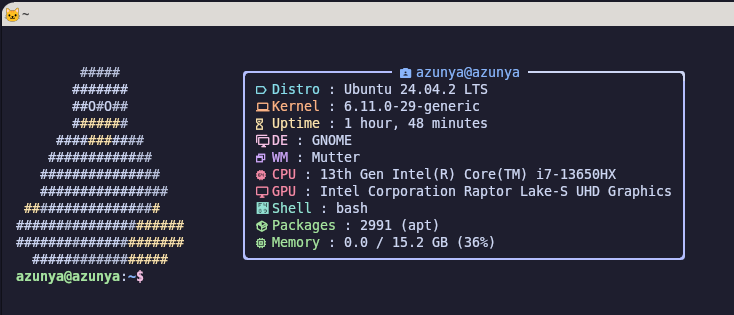 ~
#####
#######
##O#O##
#######
###########
#############
###############
################
#################
#####################
#####################
#################
azunya@azunya
Distro : Ubuntu 24.04.2 LTS
Kernel : 6.11.0-29-generic
Uptime : 1 hour, 48 minutes
DE : GNOME
WM : Mutter
CPU : 13th Gen Intel(R) Core(TM) i7-13650HX
GPU : Intel Corporation Raptor Lake-S UHD Graphics
Shell : bash
Packages : 2991 (apt)
Memory : 0.0 / 15.2 GB (36%)
azunya@azunya:~$